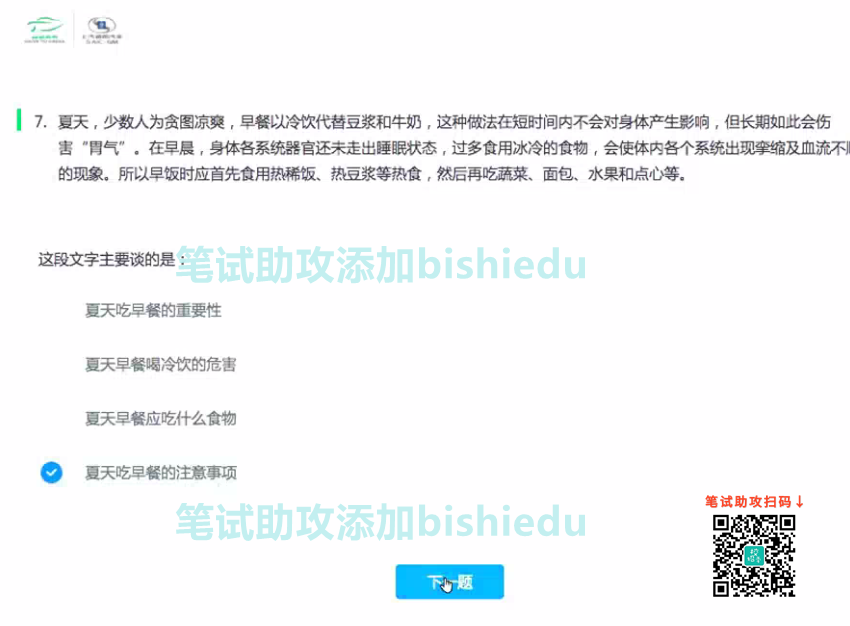 7. 夏天，少数人为贪图凉爽，早餐以冷饮代替豆浆和牛奶，这种做法在短时间内不会对身体产生影响，但长期如此会伤
害“胃气”。在早晨，身体各系统器官还未走出睡眠状态，过多食用冰冷的食物，会使体内各个系统出现挛缩及血流不顺
的现象。所以早饭时应首先食用热稀饭、热豆浆等热食，然后再吃蔬菜、面包、水果和点心等。
这段文字主要谈的是：
笔试助攻添加bishiedu
夏天吃早餐的重要性
夏天早餐喝冷饮的危害
夏天早餐应吃什么食物
夏天吃早餐的注意事项
笔试助攻扫码↓
笔试助攻添加bishiedu
下一题